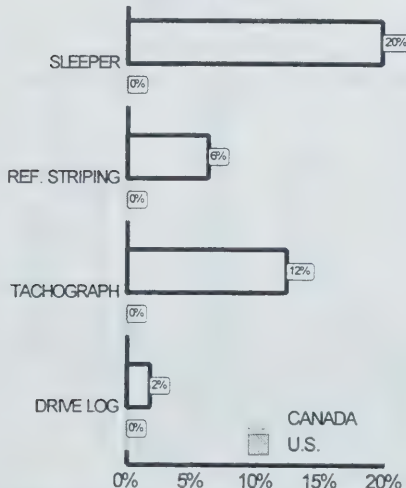 20%
SLEEPER
0%
6%
REF. STRIPING
0%
12%
TACHOGRAPH
0%
2%
DRIVE LOG
0%
CANADA
U.S.
0% 5% 10% 15% 20%